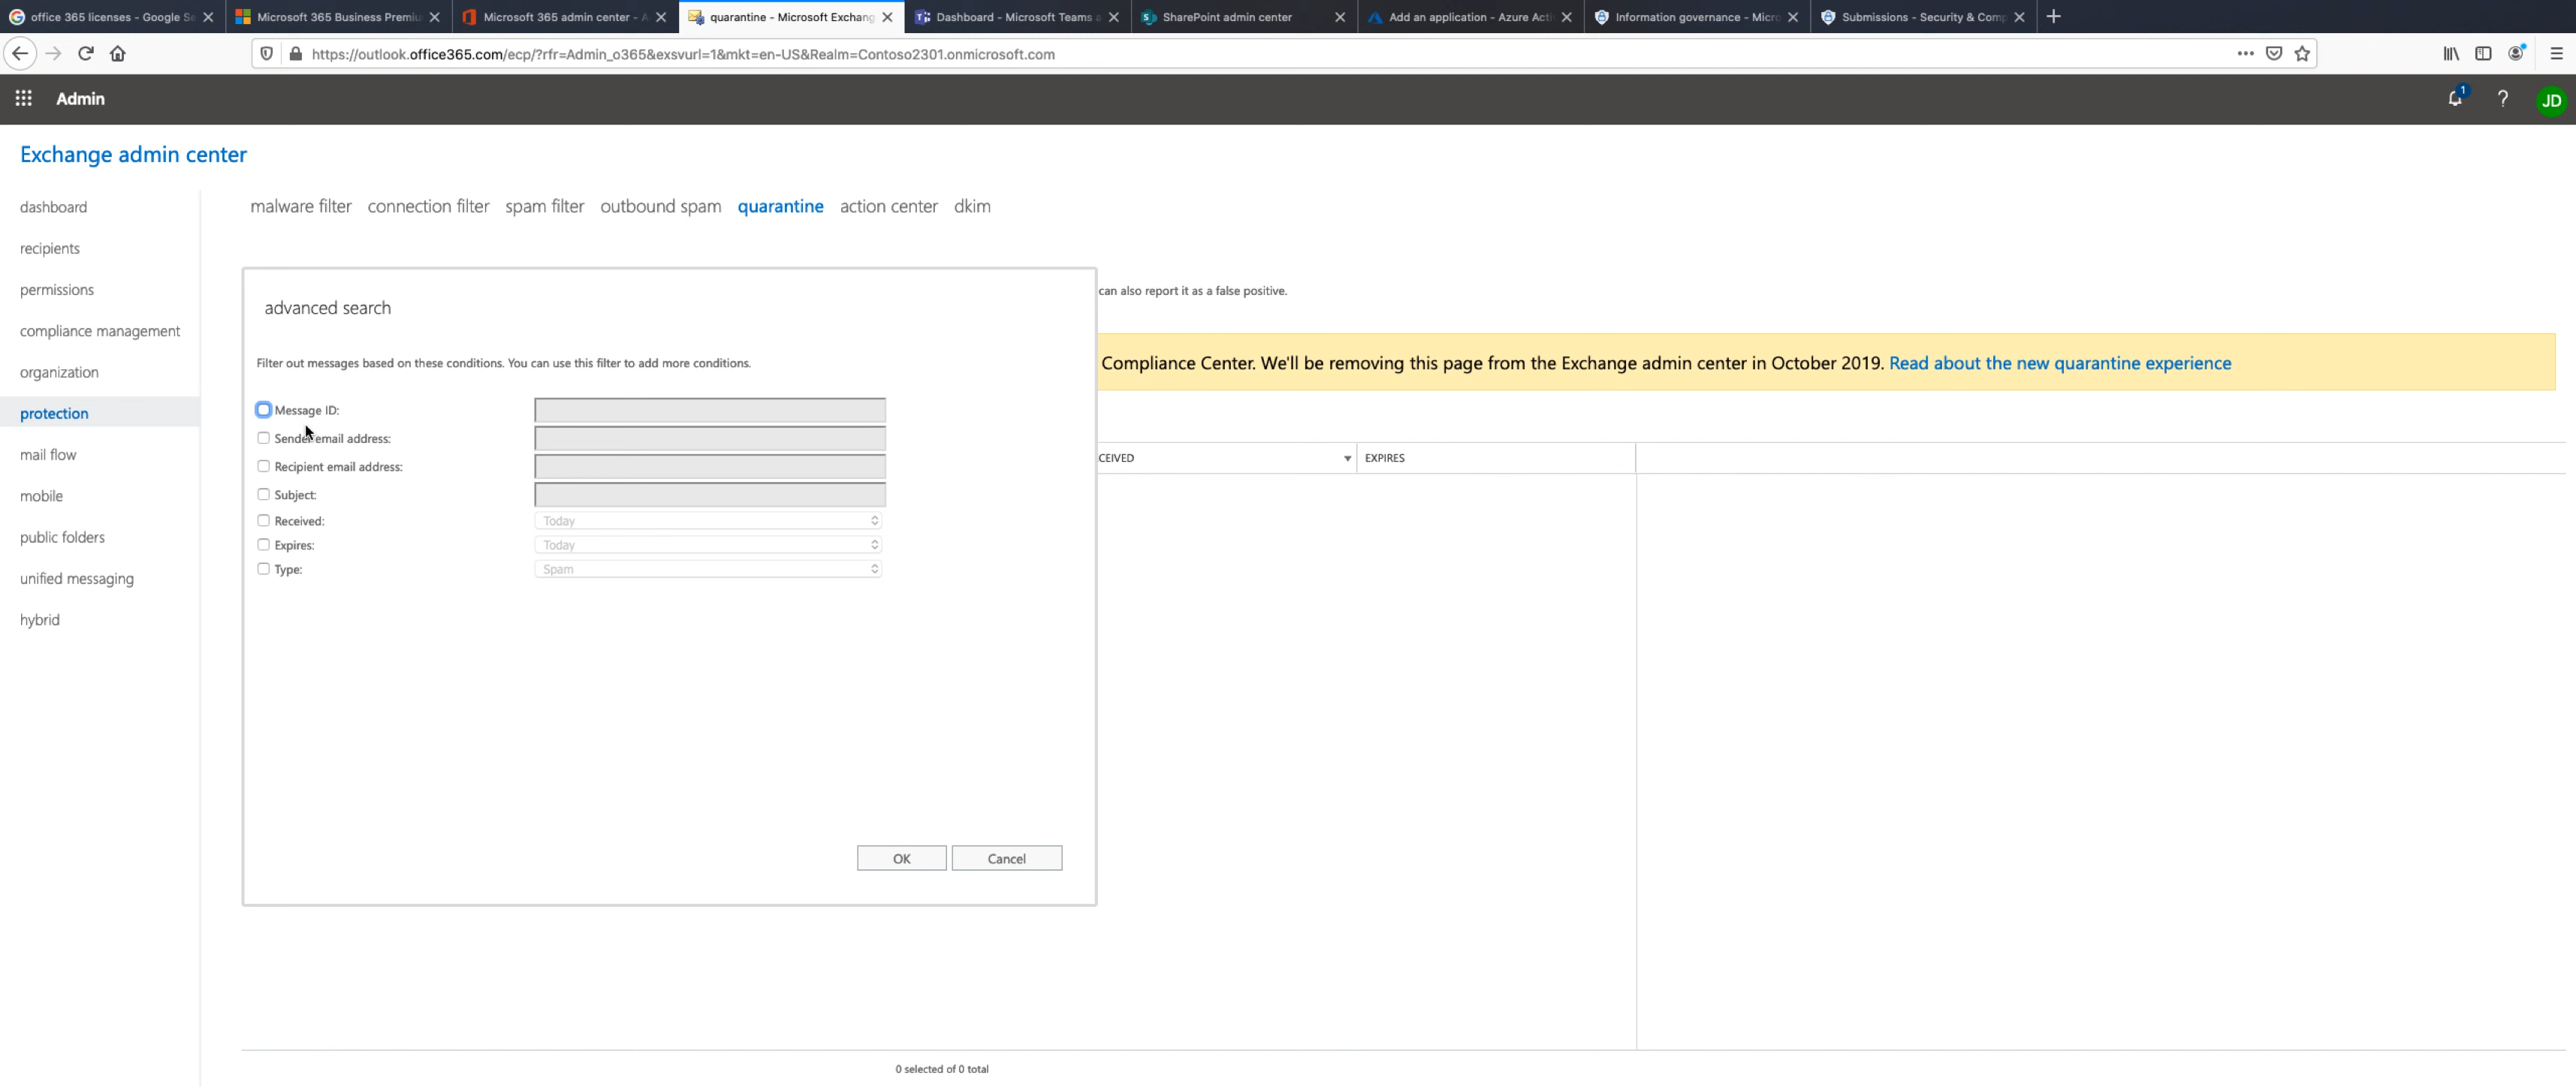 office 365 licenses - Google Se
Microsoft 365 Business Premiu
Microsoft 365 admin center - A
quarantine - Microsoft Exchang
Dashboard - Microsoft Teams a
SharePoint admin center
Add an application - Azure Acti
Information governance - Micro
Submissions - Security & Comp
https://outlook.office365.com/ecp/?rfr=Admin_o365&exsvurl=1&mkt=en-US&Realm=Contoso2301.onmicrosoft.com
Admin
1
?
JD
Exchange admin center
dashboard
recipients
permissions
compliance management
organization
protection
mail flow
mobile
public folders
unified messaging
hybrid
malware filter connection filter spam filter outbound spam quarantine action center dkim
can also report it as a false positive.
Compliance Center. We'll be removing this page from the Exchange admin center in October 2019. Read about the new quarantine experience
CEIVED
EXPIRES
advanced search
Filter out messages based on these conditions. You can use this filter to add more conditions.
Message ID:
Sender email address:
Recipient email address:
Subject:
Received: Today
Expires: Today
Type: Spam
OK Cancel
0 selected of 0 total